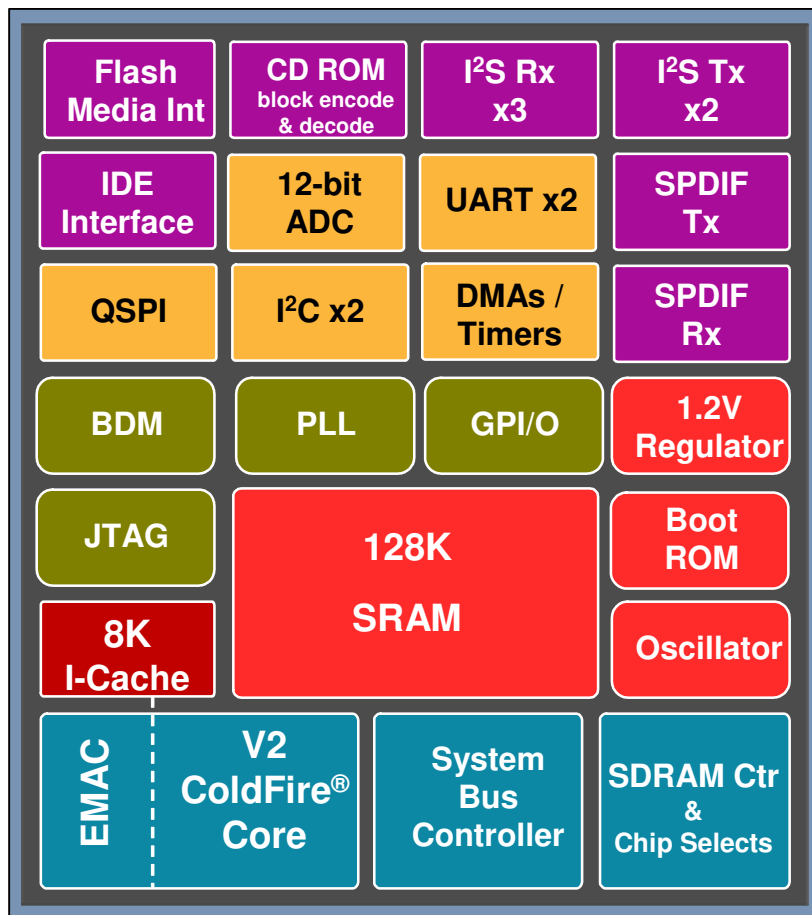 Flash
Media Int
CD ROM
block encode
& decode
I²S Rx
x3
I²S Tx
x2
IDE
Interface
12-bit
ADC
UART x2
SPDIF
Tx
QSPI
I²C x2
DMAs /
Timers
SPDIF
Rx
BDM
PLL
GPI/O
1.2V
Regulator
JTAG
128K
SRAM
Boot
ROM
8K
I-Cache
Oscillator
EMAC
V2
ColdFire®
Core
System
Bus
Controller
SDRAM Ctr
&
Chip Selects